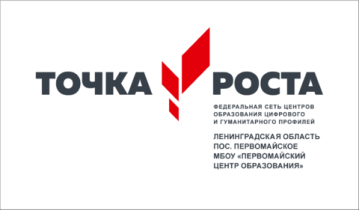 ТОЧКА РОСТА
ФЕДЕРАЛЬНАЯ СЕТЬ ЦЕНТРОВ
ОБРАЗОВАНИЯ ЦИФРОВОГО
И ГУМАНИТАРНОГО ПРОФИЛЕЙ
ЛЕНИНГРАДСКАЯ ОБЛАСТЬ
ПОС. ПЕРВОМАЙСКОЕ
МБОУ «ПЕРВОМАЙСКИЙ
ЦЕНТР ОБРАЗОВАНИЯ»